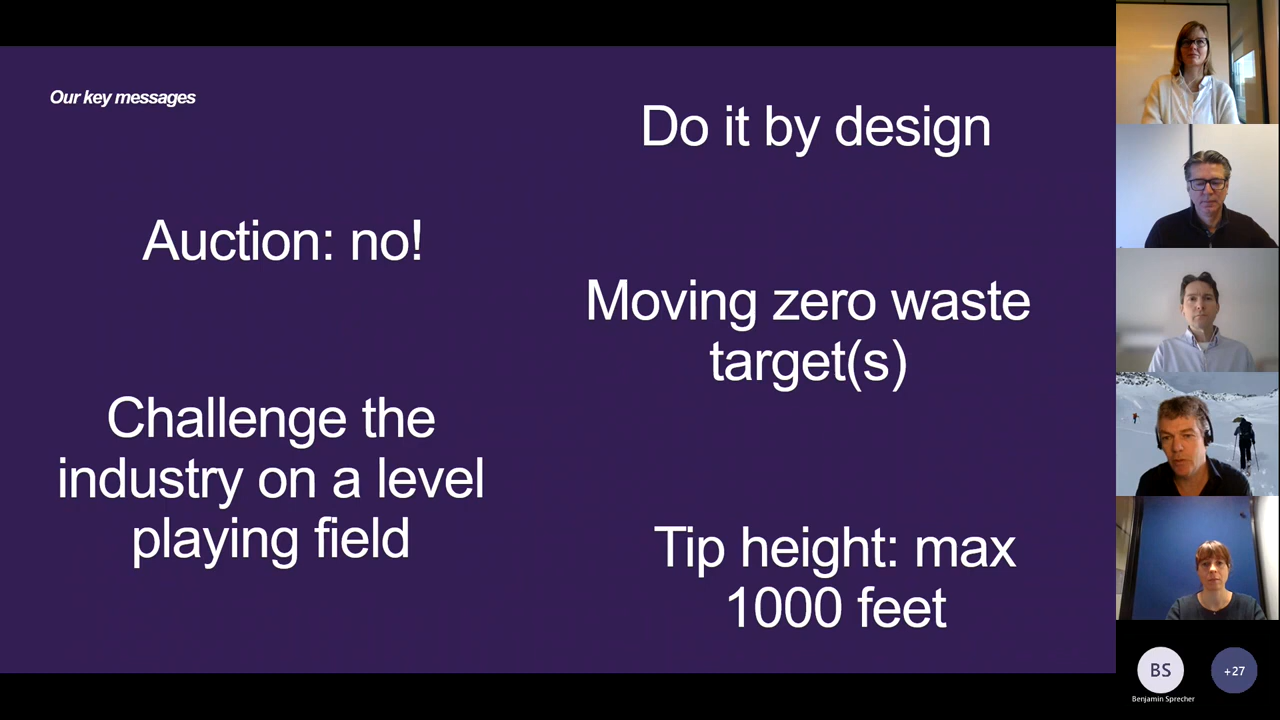 Our key messages
Do it by design
Auction: no!
Moving zero waste
target(s)
Challenge the
industry on a level
playing field
Tip height: max
1000 feet
BS
+27
Benjamin Sprecher